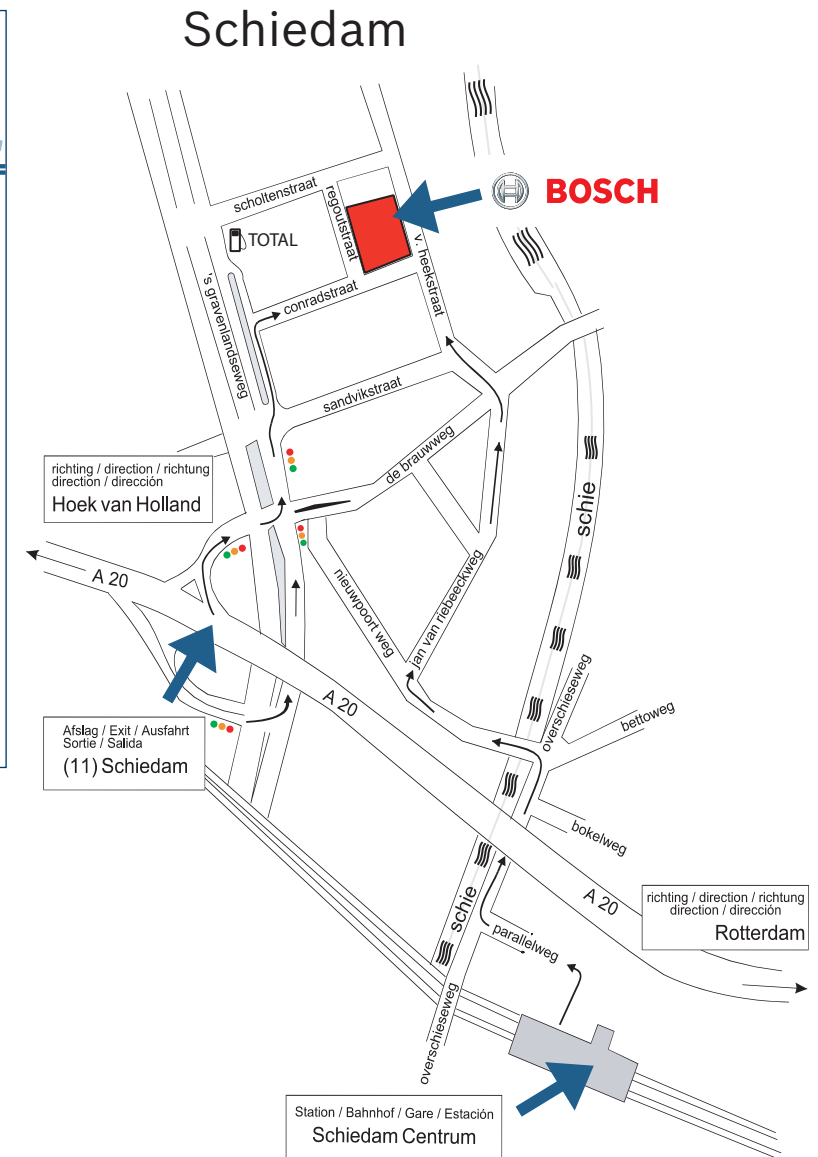 Schiedam
BOSCH
scholtenstraat
regoutstraat
TOTAL
v. heekstraat
's gravenlandseweg
conradstraat
sandvikstraat
de brauwweg
richting / direction / richtung
direction / dirección
Hoek van Holland
schie
A 20
nieuwpoort weg
jan van riebeeckweg
overschieseweg
A 20
bettoweg
Afslag / Exit / Ausfahrt
Sortie / Salida
(11) Schiedam
bokelweg
schie
A 20
richting / direction / richtung
direction / dirección
Rotterdam
parallelweg
overschieseweg
Station / Bahnhof / Gare / Estación
Schiedam Centrum